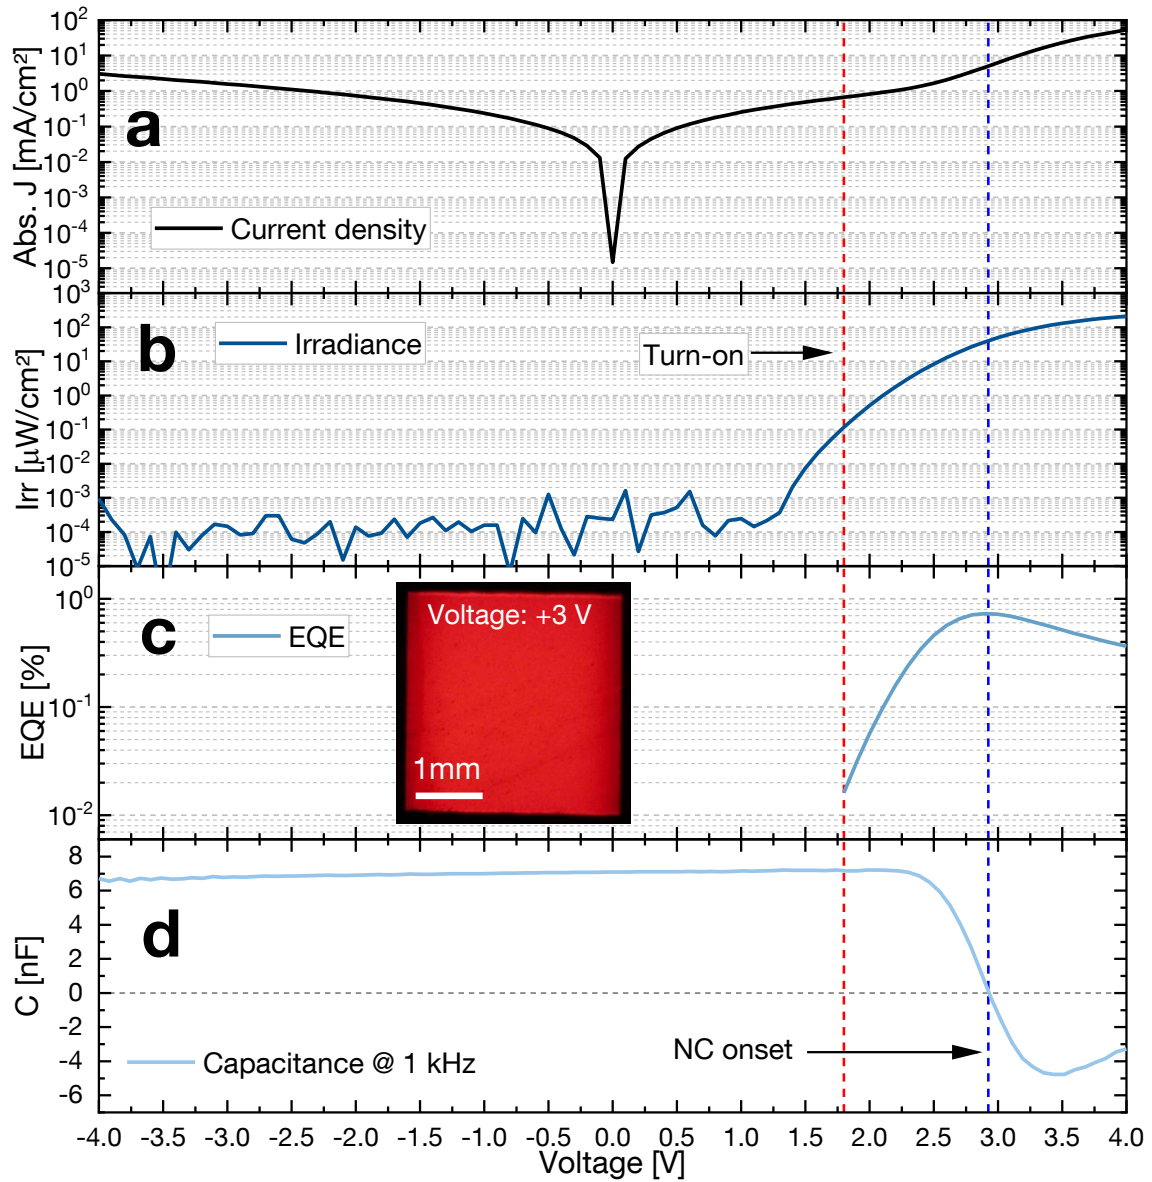 10²
10¹
10⁰
10⁻¹
10⁻²
10⁻³
10⁻⁴
10⁻⁵
Abs. J [mA/cm²]
a
Current density
10³
10²
10¹
10⁰
10⁻¹
10⁻²
10⁻³
10⁻⁴
10⁻⁵
Irr [µW/cm²]
b
Irradiance
Turn-on
10⁰
10⁻¹
10⁻²
EQE [%]
c
EQE
Voltage: +3 V
1mm
8
6
4
2
0
-2
-4
-6
C [nF]
d
NC onset
Capacitance @ 1 kHz
-4.0 -3.5 -3.0 -2.5 -2.0 -1.5 -1.0 -0.5 0.0 0.5 1.0 1.5 2.0 2.5 3.0 3.5 4.0
Voltage [V]